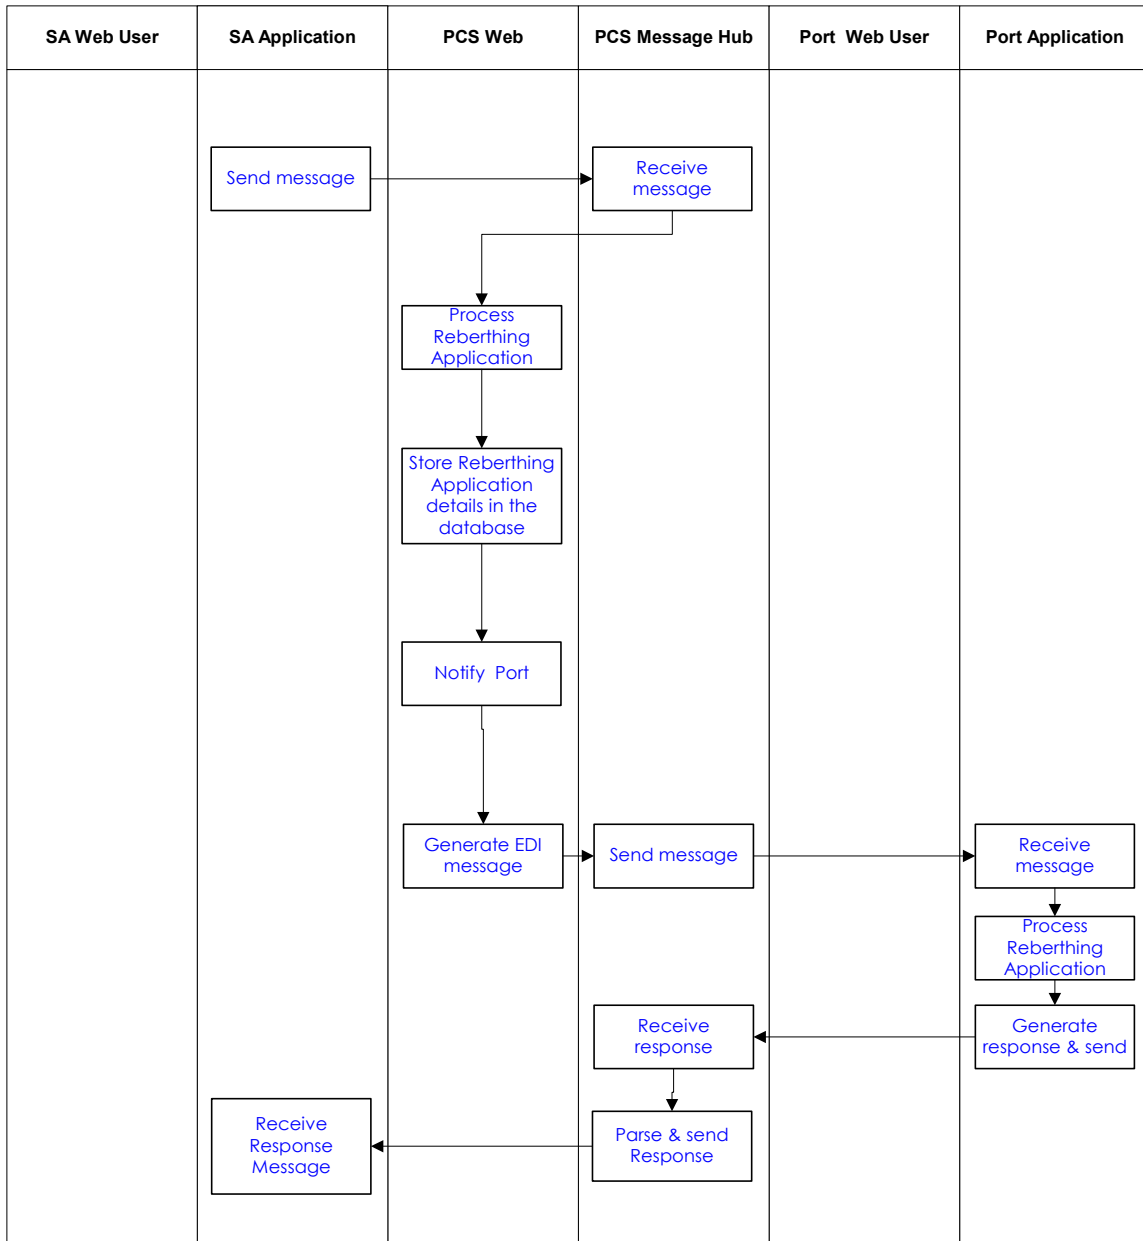 SA Web User
SA Application
PCS Web
PCS Message Hub
Port  Web User
Port Application
Send message
Receive
message
Process
Reberthing
Application
Store Reberthing
Application
details in the
database
Notify  Port
Generate EDI
message
Send message
Receive
message
Process
Reberthing
Application
Receive
response
Generate
response & send
Receive
Response
Message
Parse & send
Response